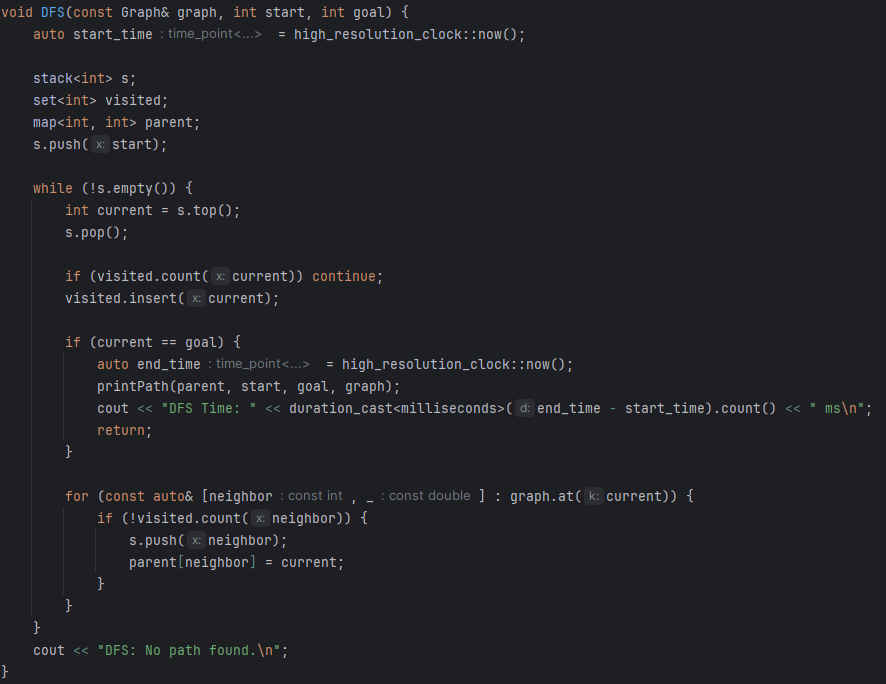 void DFS(const Graph& graph, int start, int goal) {
    auto start_time : time_point<...> = high_resolution_clock::now();

    stack<int> s;
    set<int> visited;
    map<int, int> parent;
    s.push( x: start);

    while (!s.empty()) {
        int current = s.top();
        s.pop();

        if (visited.count( x: current)) continue;
        visited.insert( x: current);

        if (current == goal) {
            auto end_time : time_point<...> = high_resolution_clock::now();
            printPath(parent, start, goal, graph);
            cout << "DFS Time: " << duration_cast<milliseconds>( d: end_time - start_time).count() << " ms\n";
            return;
        }

        for (const auto& [neighbor : const int , _ : const double ] : graph.at( k: current)) {
            if (!visited.count( x: neighbor)) {
                s.push( x: neighbor);
                parent[neighbor] = current;
            }
        }
    }
    cout << "DFS: No path found.\n";
}